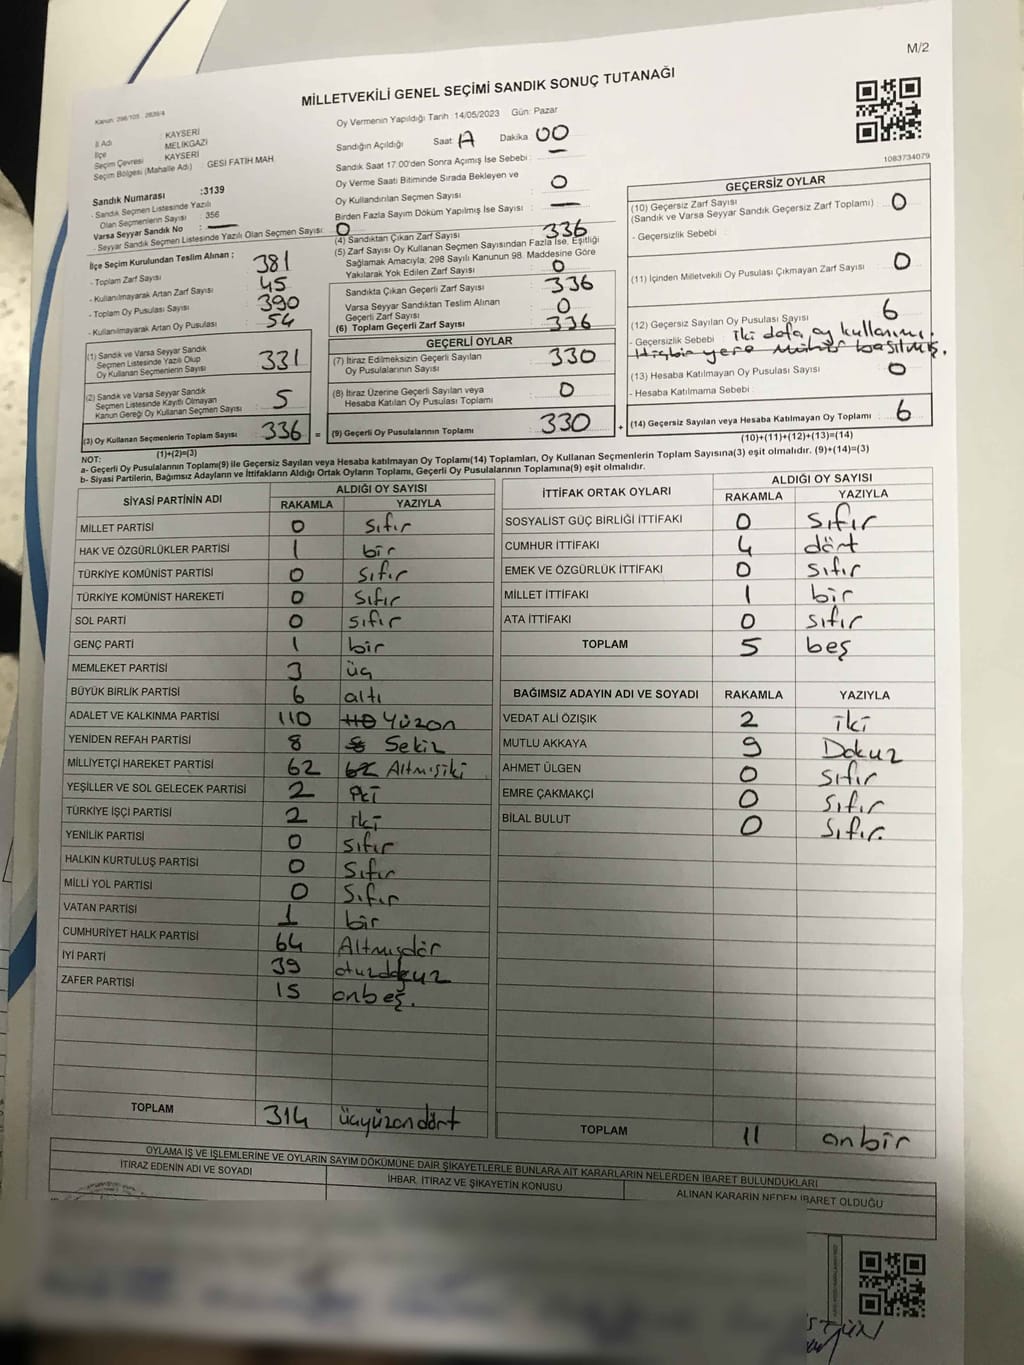 M/2
MİLLETVEKİLİ GENEL SEÇİMİ SANDIK SONUÇ TUTANAĞI
1083734079
İl Adı : KAYSERİ
İlçe : MELİKGAZİ
Seçim Çevresi : KAYSERİ
Seçim Bölgesi (Mahalle Adı) : GESİ FATİH MAH.
Sandık Numarası :3139
- Sandık Seçmen Listesinde Yazılı
Olan Seçmenlerin Sayısı : 356
Varsa Seyyar Sandık No : —
- Seyyar Sandık Seçmen Listesinde Yazılı Olan Seçmen Sayısı: 0
Oy Vermenin Yapıldığı Tarih : 14/05/2023 Gün: Pazar
Sandığın Açıldığı Saat: Dakika 00
Sandık Saat 17:00'den Sonra Açımış İse Sebebi : —
Oy Verme Saati Bitiminde Sırada Bekleyen ve
Oy Kullandırılan Seçmen Sayısı : 0
Birden Fazla Sayım Döküm Yapılmış İse Sayısı : —
İlçe Seçim Kurulundan Teslim Alınan :
- Toplam Zarf Sayısı : 381
- Kullanılmayarak Artan Zarf Sayısı : 45
- Toplam Oy Pusulası Sayısı : 390
- Kullanılmayarak Artan Oy Pusulası : 54
(1) Sandık ve Varsa Seyyar Sandık
Seçmen Listesinde Yazılı Olup
Oy Kullanan Seçmenlerin Sayısı : 331
(2) Sandık ve Varsa Seyyar Sandık
Seçmen Listesinde Kayıtlı Olmayan
Kanun Gereği Oy Kullanan Seçmen Sayısı : 5
(3) Oy Kullanan Seçmenlerin Toplam Sayısı : 336 =
(1)+(2)=(3)
(4) Sandıktan Çıkan Zarf Sayısı : 336
(5) Zarf Sayısı Oy Kullanan Seçmen Sayısından Fazla İse, Eşitliği
Sağlamak Amacıyla, 298 Sayılı Kanunun 98. Maddesine Göre
Yakılarak Yok Edilen Zarf Sayısı : 0
Sandıkta Çıkan Geçerli Zarf Sayısı : 336
Varsa Seyyar Sandıktan Teslim Alınan
Geçerli Zarf Sayısı : 0
(6) Toplam Geçerli Zarf Sayısı : 336
GEÇERLİ OYLAR
(7) İtiraz Edilmeksizin Geçerli Sayılan
Oy Pusulalarının Sayısı : 330
(8) İtiraz Üzerine Geçerli Sayılan veya
Hesaba Katılan Oy Pusulası Toplamı : 0
(9) Geçerli Oy Pusulalarının Toplamı : 330 +
GEÇERSİZ OYLAR
(10) Geçersiz Zarf Sayısı
(Sandık ve Varsa Seyyar Sandık Geçersiz Zarf Toplamı) : 0
- Geçersizlik Sebebi :
(11) İçinden Milletvekili Oy Pusulası Çıkmayan Zarf Sayısı : 0
(12) Geçersiz Sayılan Oy Pusulası Sayısı : 6
- Geçersizlik Sebebi : iki defa oy kullanımı.
Hiçbir yere mühür basılmış.
(13) Hesaba Katılmayan Oy Pusulası Sayısı : 0
- Hesaba Katılmama Sebebi :
(14) Geçersiz Sayılan veya Hesaba Katılmayan Oy Toplamı : 6
(10)+(11)+(12)+(13)=(14)
NOT:
a- Geçerli Oy Pusulalarının Toplamı(9) ile Geçersiz Sayılan veya Hesaba katılmayan Oy Toplamı(14) Toplamları, Oy Kullanan Seçmenlerin Toplam Sayısına(3) eşit olmalıdır. (9)+(14)=(3)
b- Siyasi Partilerin, Bağımsız Adayların ve İttifakların Aldığı Ortak Oyların Toplamı, Geçerli Oy Pusulalarının Toplamına(9) eşit olmalıdır.
SİYASİ PARTİNİN ADI ALDIĞI OY SAYISI
RAKAMLA YAZIYLA
MİLLET PARTİSİ 0 sıfır
HAK VE ÖZGÜRLÜKLER PARTİSİ 1 bir
TÜRKİYE KOMÜNİST PARTİSİ 0 sıfır
TÜRKİYE KOMÜNİST HAREKETİ 0 sıfır
SOL PARTİ 0 sıfır
GENÇ PARTİ 1 bir
MEMLEKET PARTİSİ 3 üç
BÜYÜK BİRLİK PARTİSİ 6 altı
ADALET VE KALKINMA PARTİSİ 110 110 Yüzon
YENİDEN REFAH PARTİSİ 8 8 Sekiz
MİLLİYETÇİ HAREKET PARTİSİ 62 62 Altmışiki
YEŞİLLER VE SOL GELECEK PARTİSİ 2 İki
TÜRKİYE İŞÇİ PARTİSİ 2 iki
YENİLİK PARTİSİ 0 sıfır
HALKIN KURTULUŞ PARTİSİ 0 sıfır
MİLLİ YOL PARTİSİ 0 sıfır
VATAN PARTİSİ 1 bir
CUMHURİYET HALK PARTİSİ 64 Altmışdör
İYİ PARTİ 39 otuzdokuz
ZAFER PARTİSİ 15 onbeş.
TOPLAM 314 üçyüzondört
İTTİFAK ORTAK OYLARI ALDIĞI OY SAYISI
RAKAMLA YAZIYLA
SOSYALİST GÜÇ BİRLİĞİ İTTİFAKI 0 sıfır
CUMHUR İTTİFAKI 4 dört
EMEK VE ÖZGÜRLÜK İTTİFAKI 0 sıfır
MİLLET İTTİFAKI 1 bir
ATA İTTİFAKI 0 sıfır
TOPLAM 5 beş
BAĞIMSIZ ADAYIN ADI VE SOYADI RAKAMLA YAZIYLA
VEDAT ALİ ÖZIŞIK 2 iki
MUTLU AKKAYA 9 Dokuz
AHMET ÜLGEN 0 sıfır
EMRE ÇAKMAKÇİ 0 sıfır
BİLAL BULUT 0 sıfır.
TOPLAM 11 onbir
OYLAMA İŞ VE İŞLEMLERİNE VE OYLARIN SAYIM DÖKÜMÜNE DAİR ŞİKAYETLERLE BUNLARA AİT KARARLARIN NELERDEN İBARET BULUNDUKLARI
İTİRAZ EDENİN ADI VE SOYADI İHBAR, İTİRAZ VE ŞİKAYETİN KONUSU ALINAN KARARIN NEDEN İBARET OLDUĞU